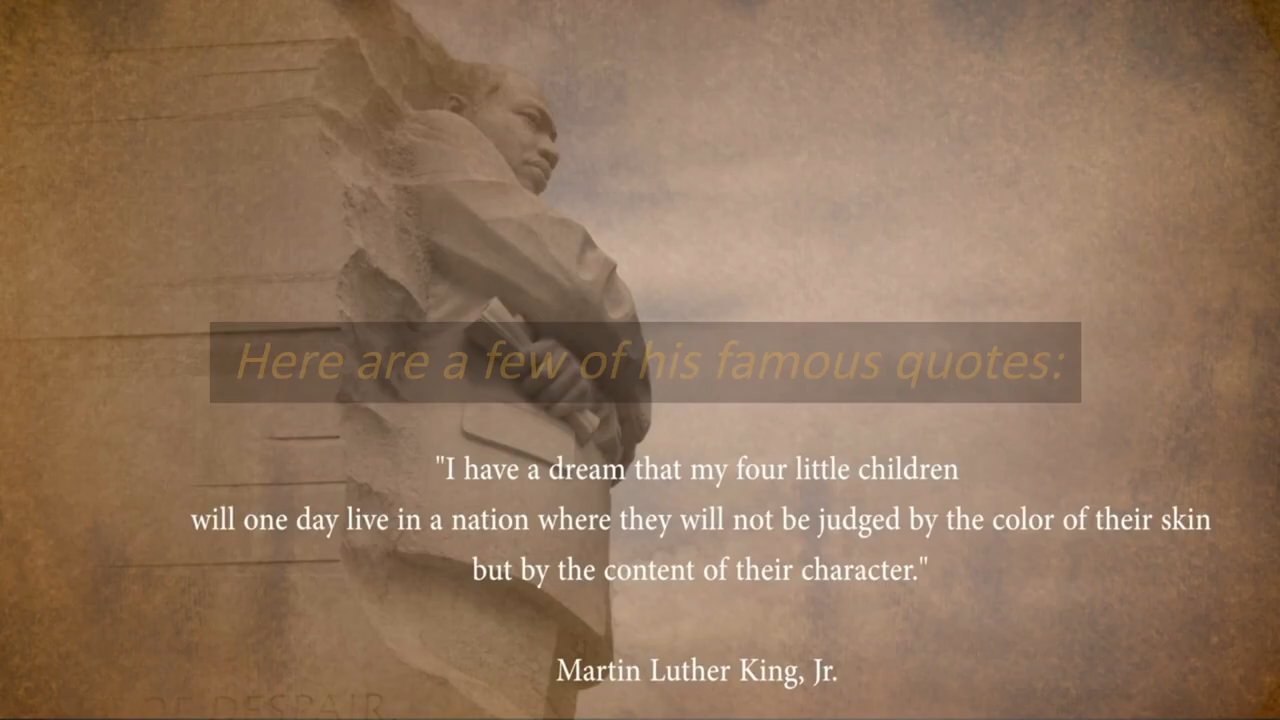 Here are a few of his famous quotes:
"I have a dream that my four little children
will one day live in a nation where they will not be judged by the color of their skin
but by the content of their character."
Martin Luther King, Jr.
OF DESPAIR